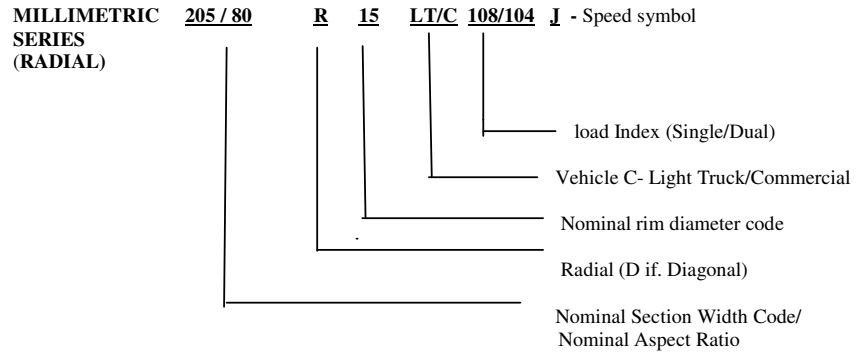 MILLIMETRIC 205 / 80 R 15 LT/C 108/104 J - Speed symbol
SERIES
(RADIAL)
load Index (Single/Dual)
Vehicle C- Light Truck/Commercial
Nominal rim diameter code
Radial (D if. Diagonal)
Nominal Section Width Code/
Nominal Aspect Ratio